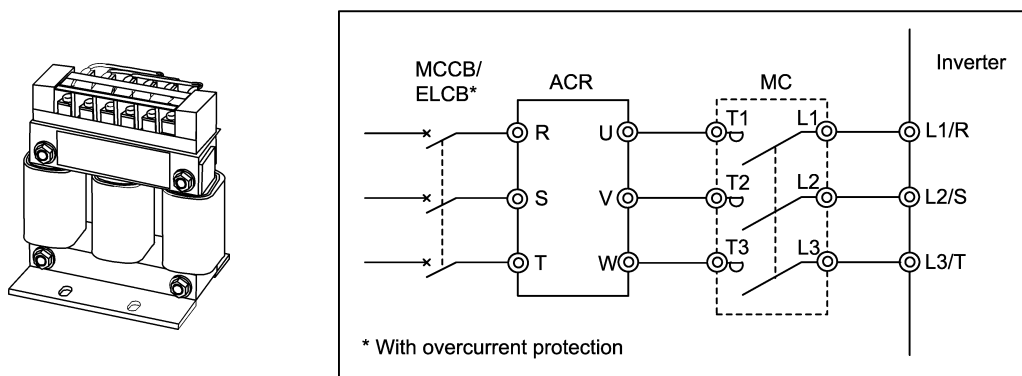 MCCB/
ELCB*
ACR
MC
Inverter
R
U
T1
L1
L1/R
S
V
T2
L2
L2/S
T
W
T3
L3
L3/T
* With overcurrent protection